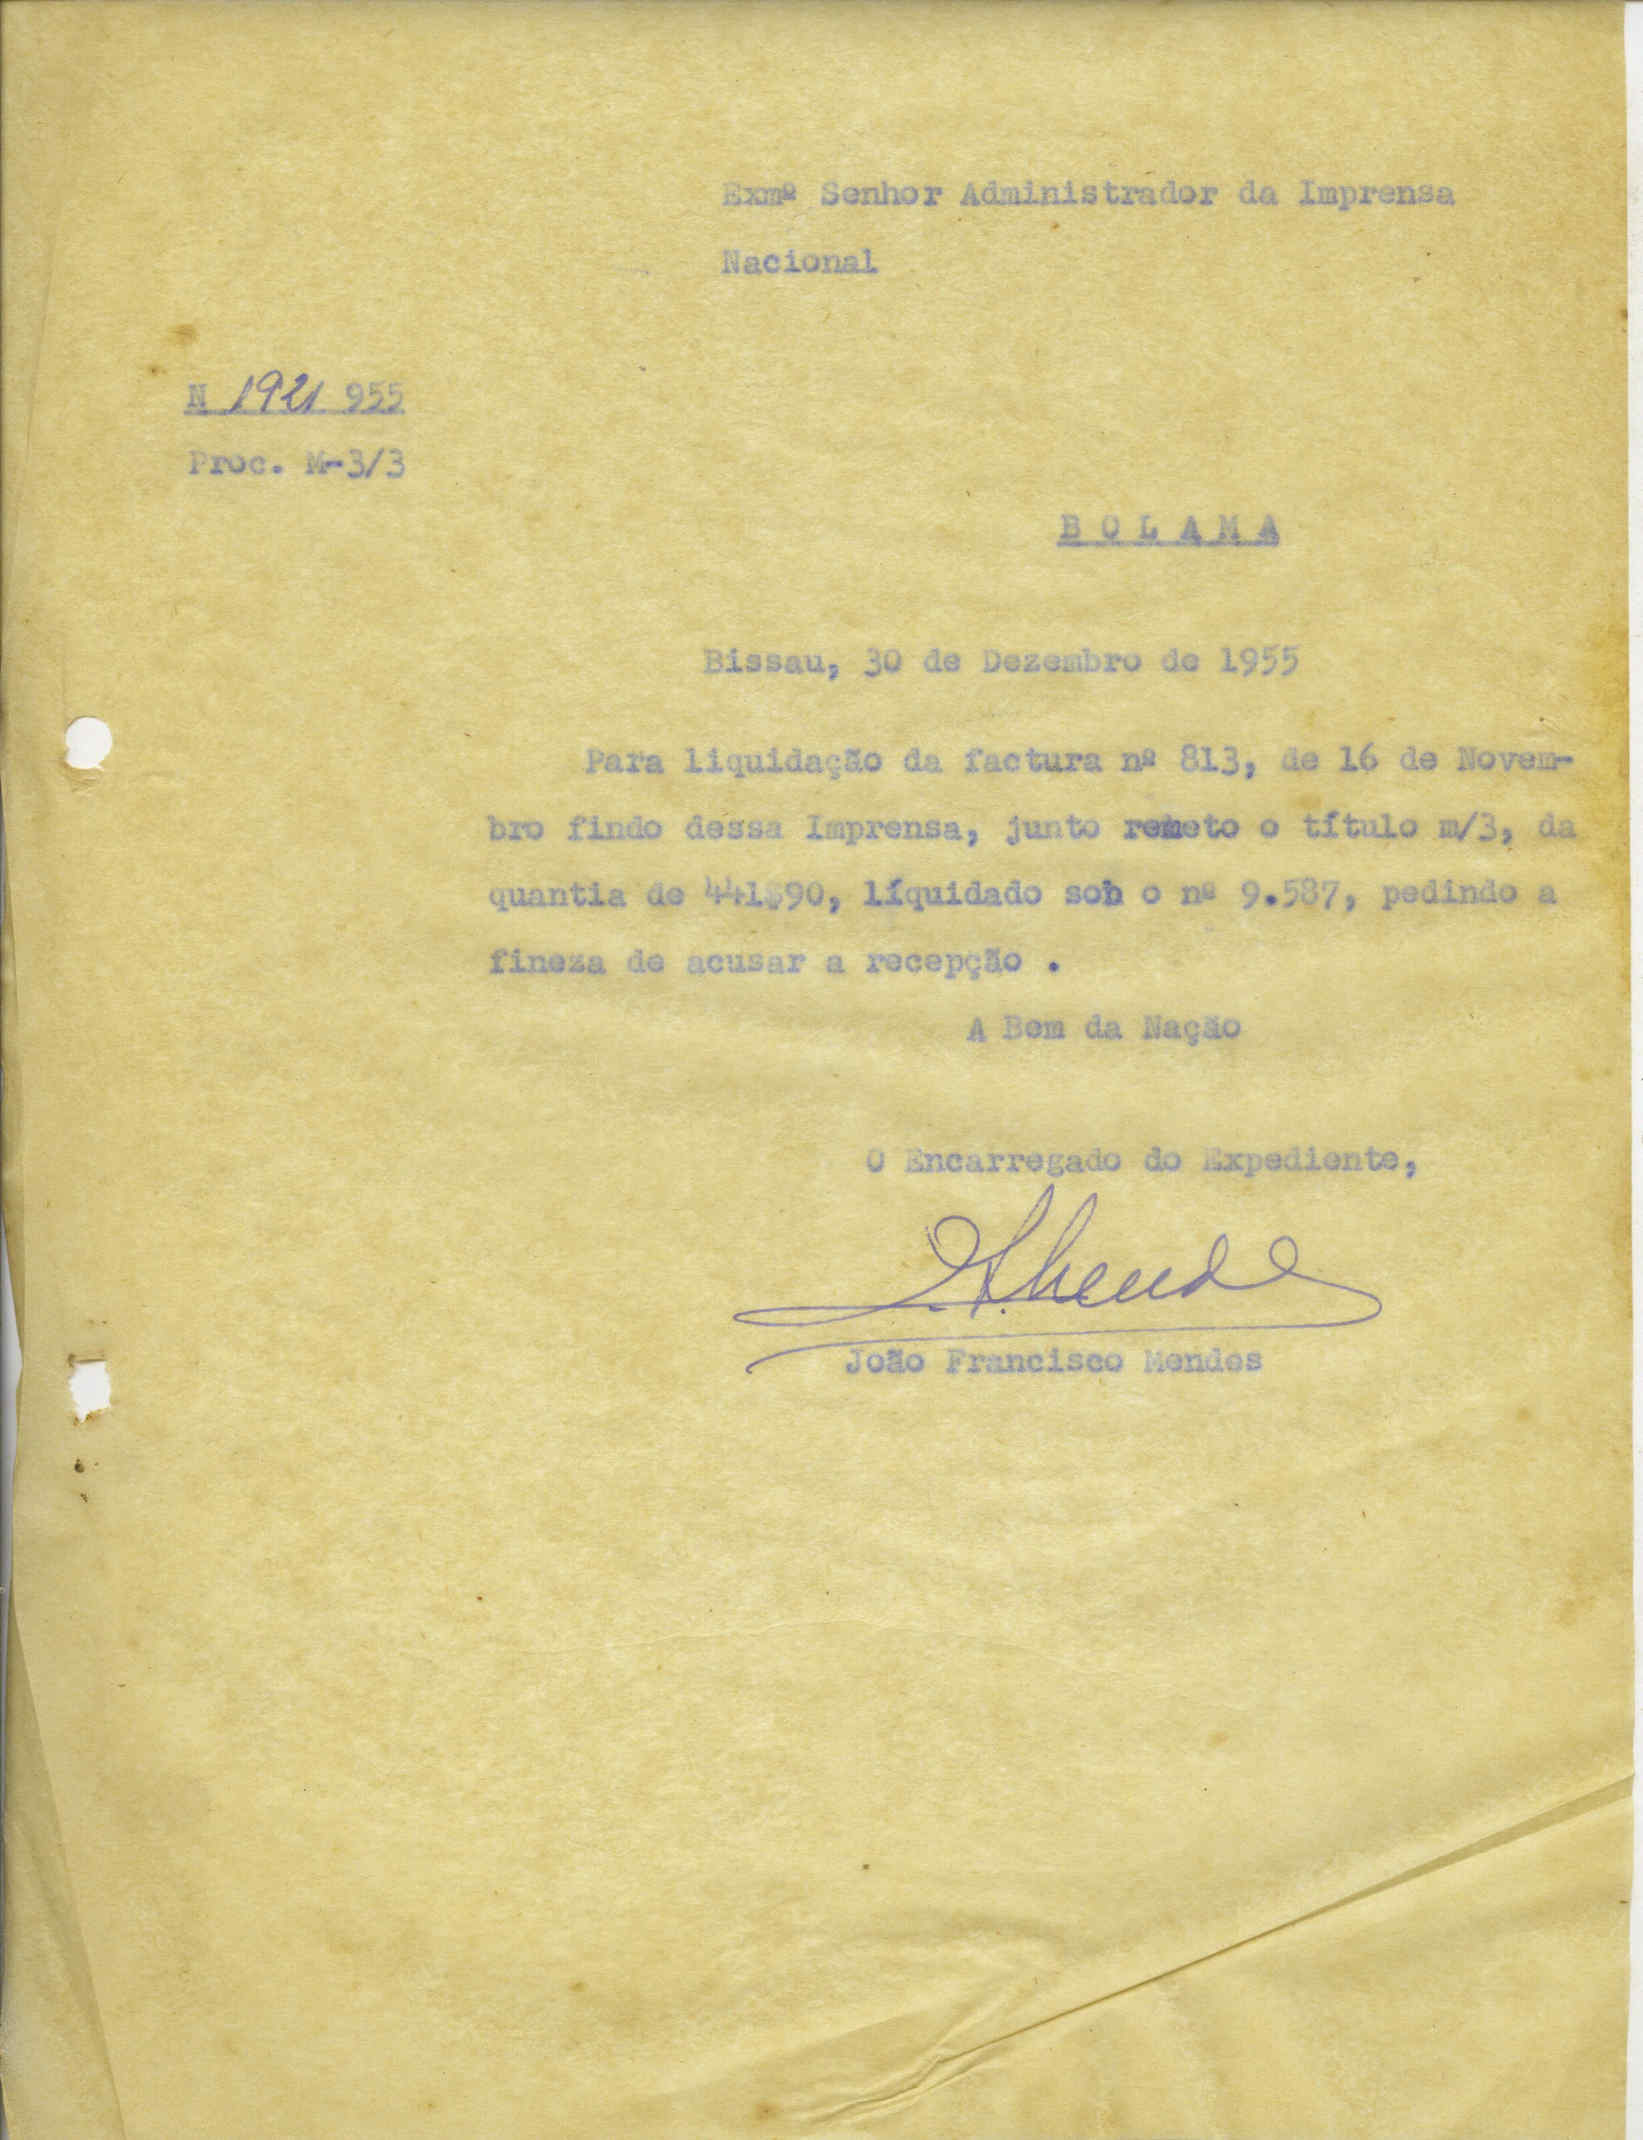 Exmº Senhor Administrador da Imprensa
Nacional
N 1921 955
Proc. M-3/3
B O L A M A
Bissau, 30 de Dezembro de 1955
Para liquidação da factura nº 813, de 16 de Novem-
bro findo dessa Imprensa, junto remeto o título m/3, da
quantia de 441$90, líquidado sob o nº 9.587, pedindo a
fineza de acusar a recepção .
A Bem da Nação
O Encarregado do Expediente,
João Francisco Mendes